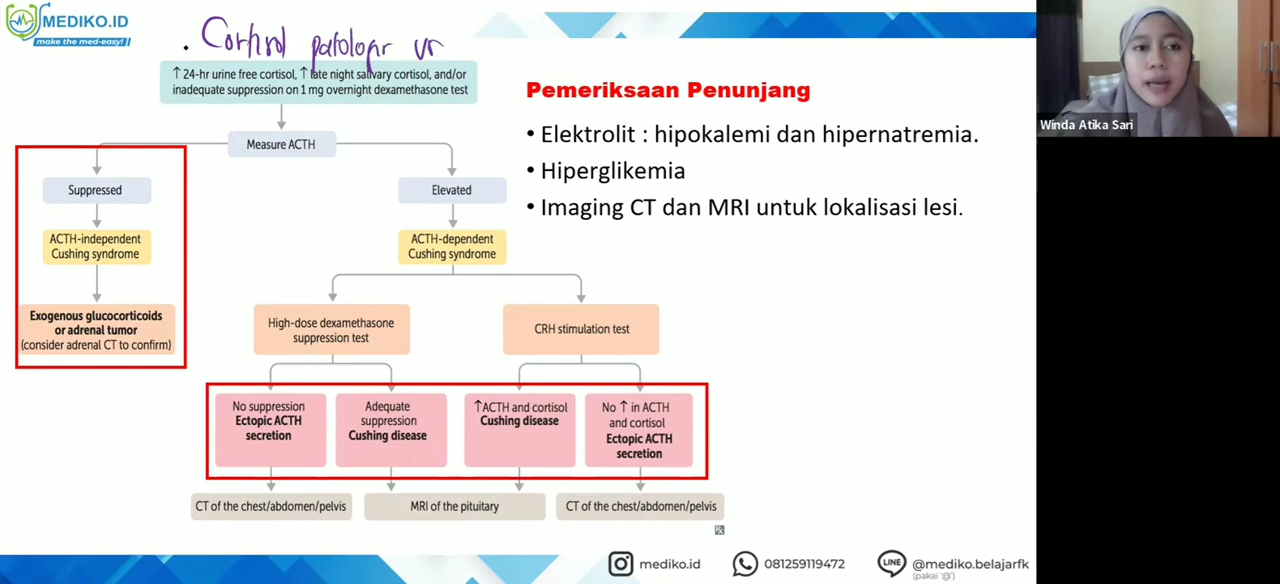 MEDIKO.ID
make the med-easy!
Cortisol patologis
↑ 24-hr urine free cortisol, ↑ late night salivary cortisol, and/or
inadequate suppression on 1 mg overnight dexamethasone test
Measure ACTH
Suppressed
ACTH-independent
Cushing syndrome
Exogenous glucocorticoids
or adrenal tumor
(consider adrenal CT to confirm)
Elevated
ACTH-dependent
Cushing syndrome
High-dose dexamethasone
suppression test
CRH stimulation test
No suppression
Ectopic ACTH
secretion
Adequate
suppression
Cushing disease
↑ACTH and cortisol
Cushing disease
No ↑ in ACTH
and cortisol
Ectopic ACTH
secretion
CT of the chest/abdomen/pelvis
MRI of the pituitary
CT of the chest/abdomen/pelvis
Pemeriksaan Penunjang
• Elektrolit : hipokalemi dan hipernatremia.
• Hiperglikemia
• Imaging CT dan MRI untuk lokalisasi lesi.
Winda Atika Sari
mediko.id
081259119472
LINE
@mediko.belajarfk
(pakai '@')